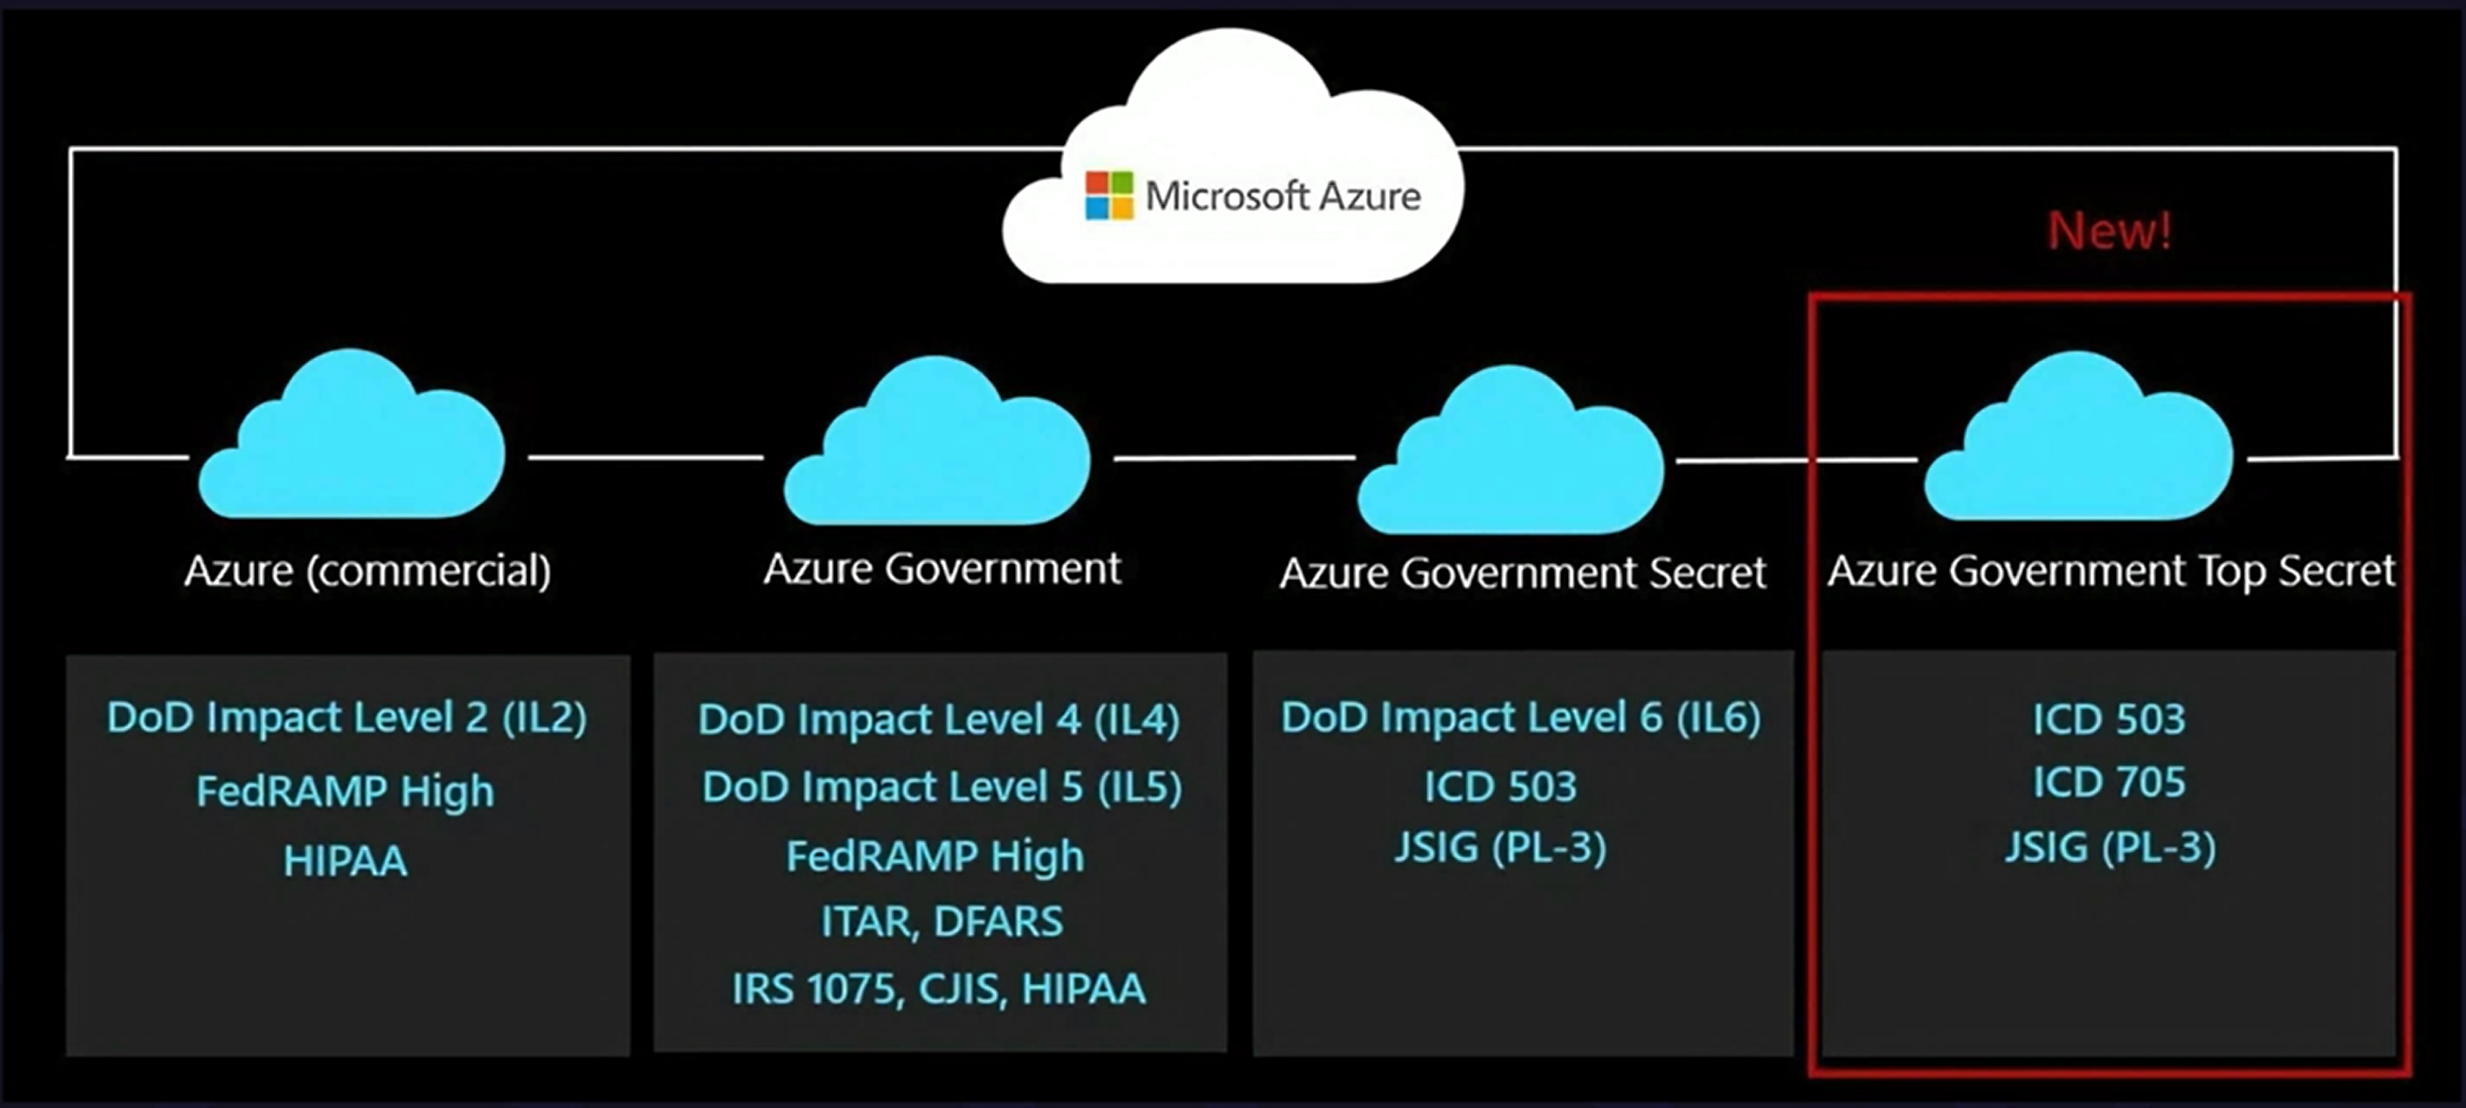 Microsoft Azure
New!
Azure (commercial)
Azure Government
Azure Government Secret
Azure Government Top Secret
DoD Impact Level 2 (IL2)
FedRAMP High
HIPAA
DoD Impact Level 4 (IL4)
DoD Impact Level 5 (IL5)
FedRAMP High
ITAR, DFARS
IRS 1075, CJIS, HIPAA
DoD Impact Level 6 (IL6)
ICD 503
JSIG (PL-3)
ICD 503
ICD 705
JSIG (PL-3)